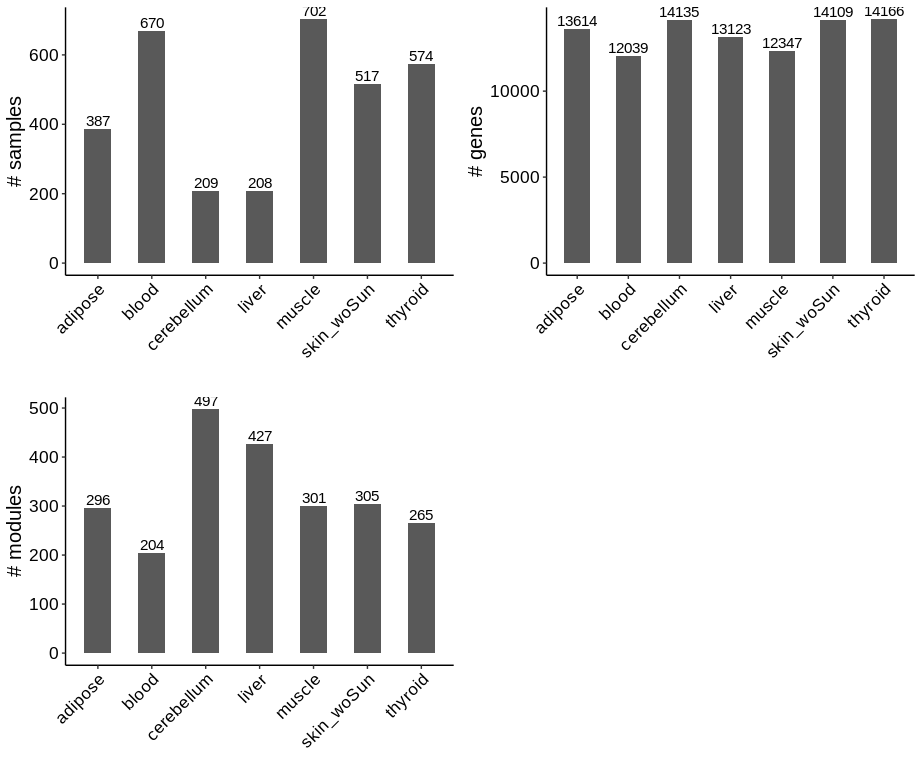 # samples
600
400
200
0
387
670
209
208
702
517
574
adipose
blood
cerebellum
liver
muscle
skin_woSun
thyroid
# genes
10000
5000
0
13614
12039
14135
13123
12347
14109
14166
adipose
blood
cerebellum
liver
muscle
skin_woSun
thyroid
# modules
500
400
300
200
100
0
296
204
497
427
301
305
265
adipose
blood
cerebellum
liver
muscle
skin_woSun
thyroid